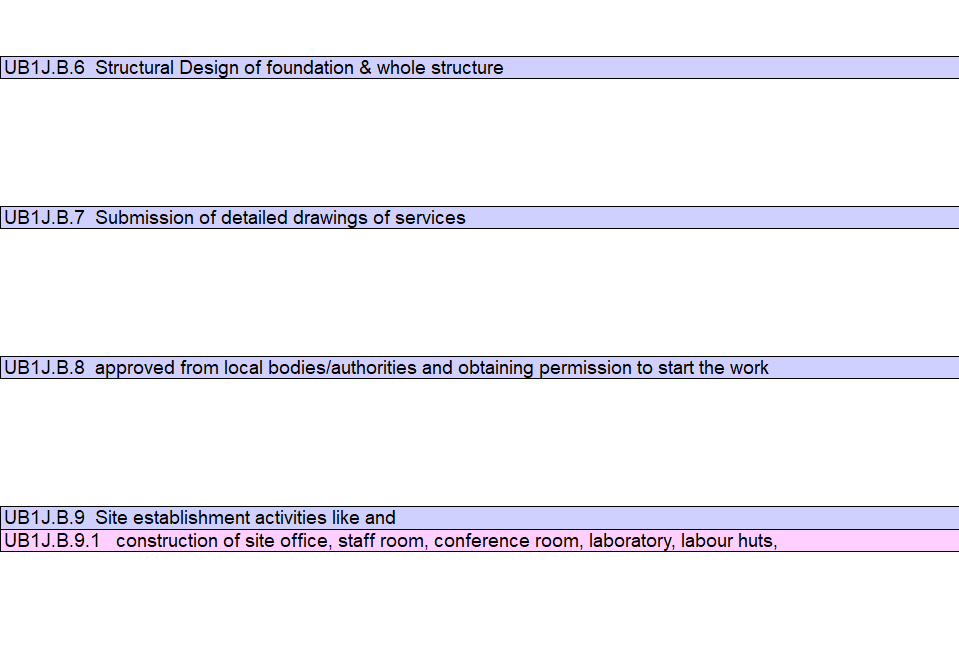 UB1J.B.6 Structural Design of foundation & whole structure
UB1J.B.7 Submission of detailed drawings of services
UB1J.B.8 approved from local bodies/authorities and obtaining permission to start the work
UB1J.B.9 Site establishment activities like and
UB1J.B.9.1 construction of site office, staff room, conference room, laboratory, labour huts,